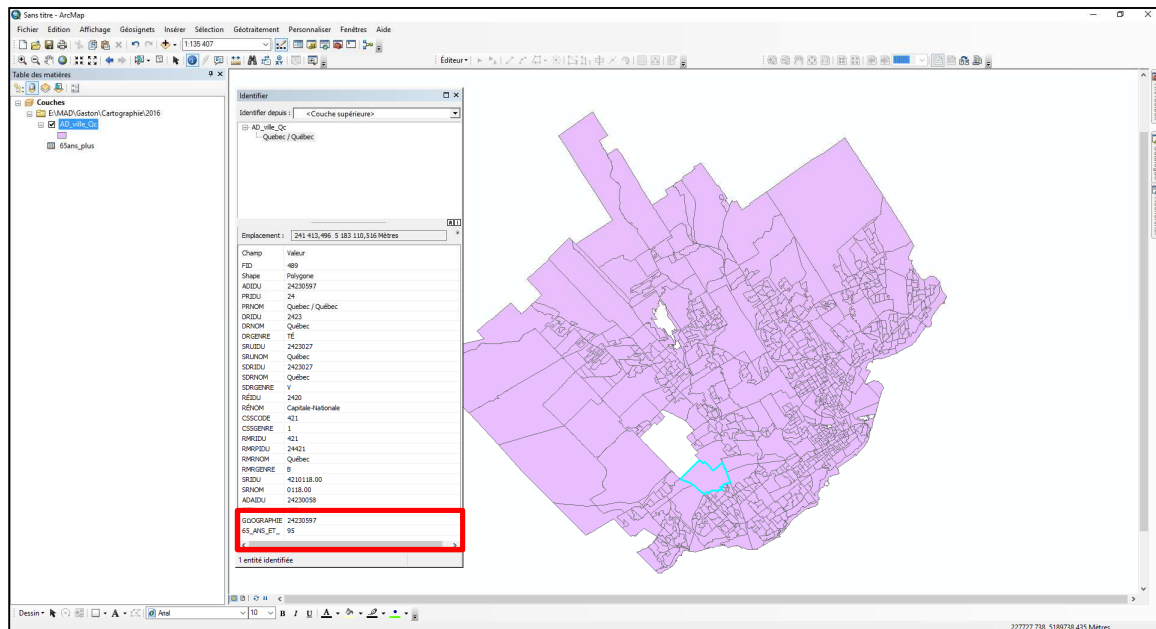 Sans titre - ArcMap
Fichier Edition Affichage Géosignets Insérer Sélection Géotraitement Personnaliser Fenêtres Aide
1:135 407
Éditeur
Table des matières
Couches
E:\MAD\Gaston\Cartographie\2016
AD_ville_Qc
65ans_plus
Identifier
Identifier depuis : <Couche supérieure>
AD_ville_Qc
Quebec / Québec
Emplacement : 241 413,496 5 183 110,516 Mètres
Champ Valeur
FID 489
Shape Polygone
ADIDU 24230597
PRIDU 24
PRNOM Quebec / Québec
DRIDU 2423
DRNOM Québec
DRGENRE TÉ
SRUIDU 2423027
SRUNOM Québec
SDRIDU 2423027
SDRNOM Québec
SDRGENRE V
RÉIDU 2420
RÉNOM Capitale-Nationale
CSSCODE 421
CSSGENRE 1
RMRIDU 421
RMRPIDU 24421
RMRNOM Québec
RMRGENRE B
SRIDU 4210118.00
SRNOM 0118.00
ADAIDU 24230058
OGRAPHIE 24230597
65_ANS_ET_ 95
1 entité identifiée
Dessin A Arial 10 B I U A
227727,738 5189738,435 Mètres